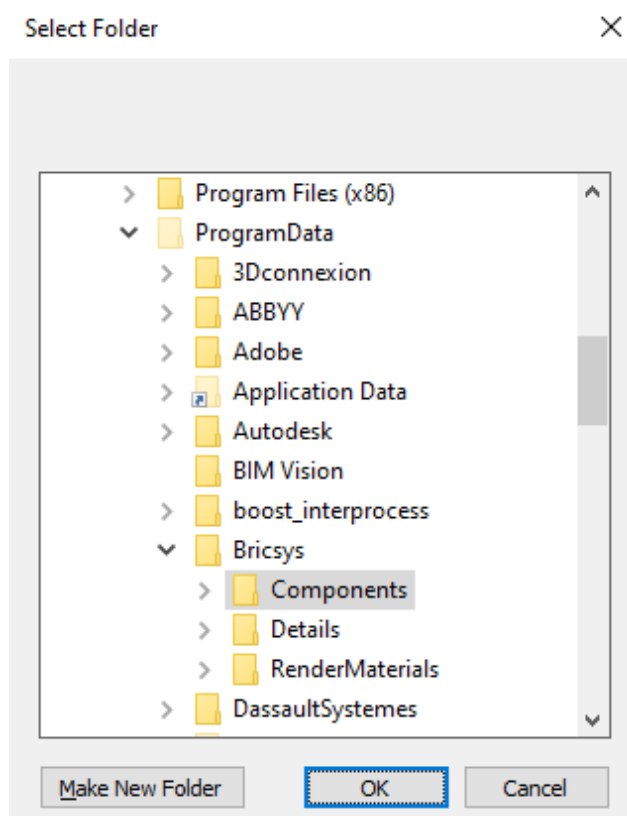 Select Folder
Program Files (x86)
ProgramData
3Dconnexion
ABBYY
Adobe
Application Data
Autodesk
BIM Vision
boost_interprocess
Bricsys
Components
Details
RenderMaterials
DassaultSystemes
Make New Folder OK Cancel